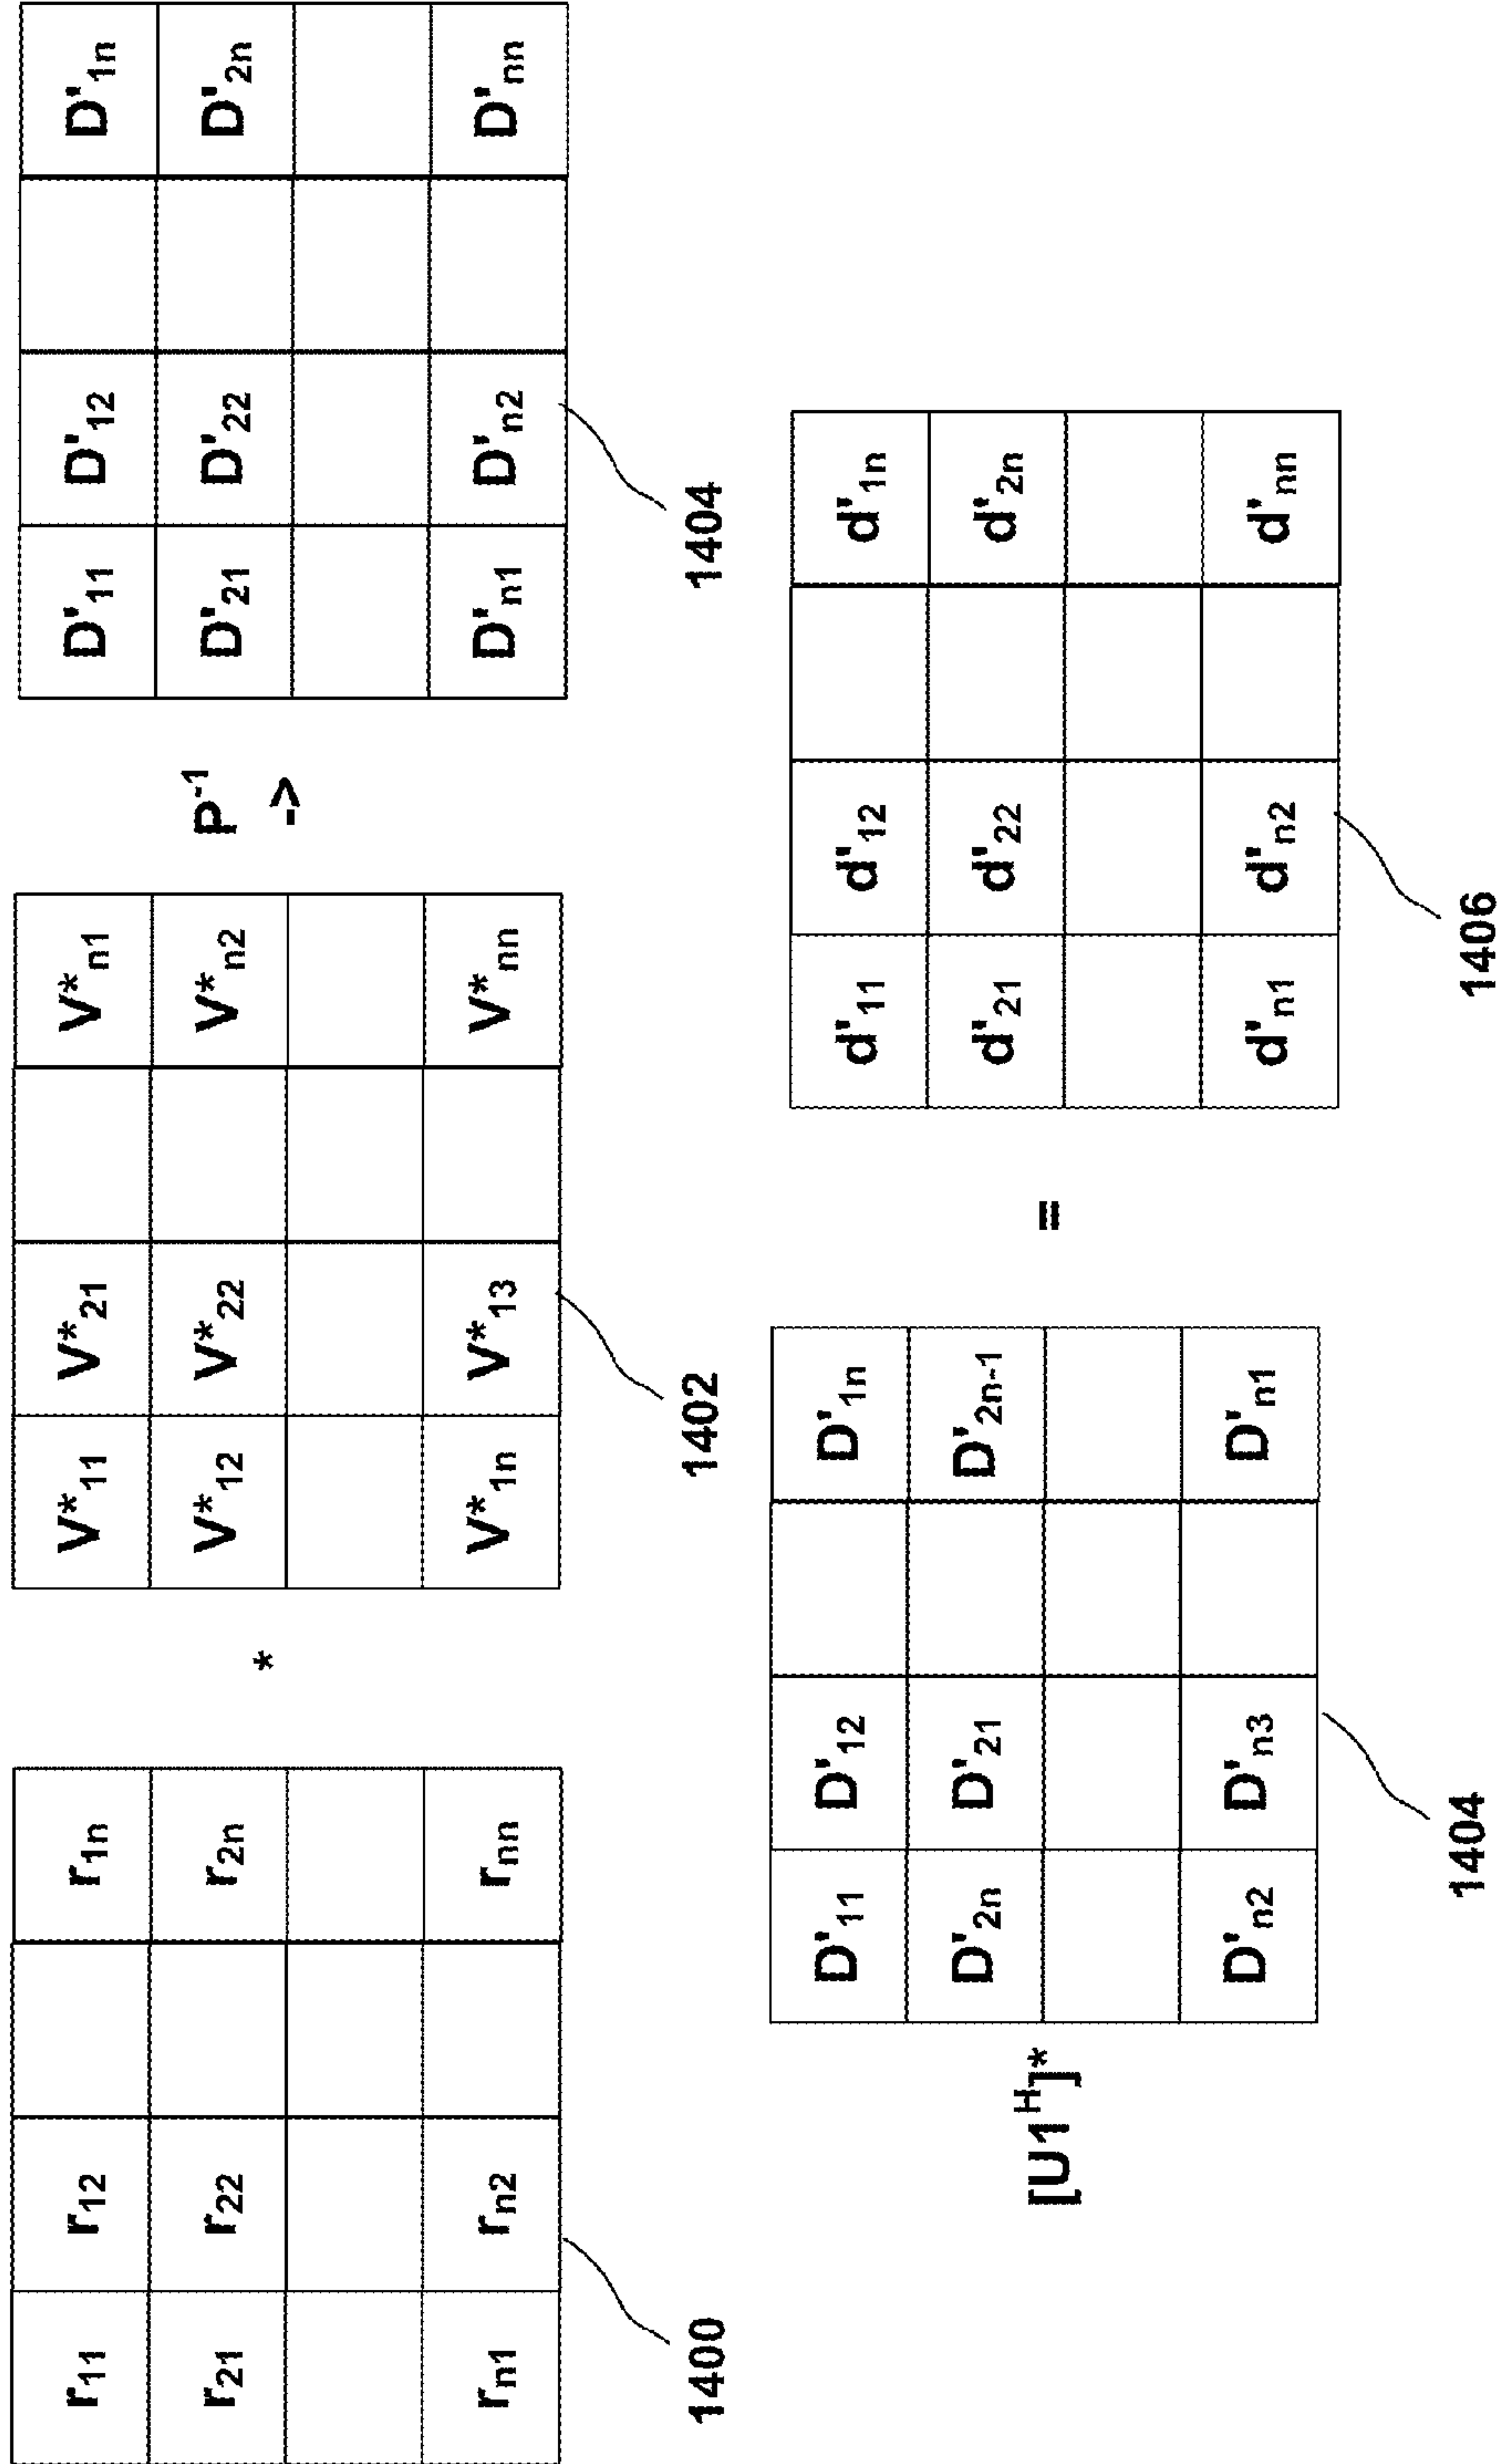 r11 r12 r1n * V*11 V*21 V*n1 P-1 -> D'11 D'12 D'1n
r21 r22 r2n V*12 V*22 V*n2 D'21 D'22 D'2n
rn1 rn2 rnn V*1n V*13 V*nn D'n1 D'n2 D'nn
1400 1402 1404
[U1H]* D'11 D'12 D'1n = d'11 d'12 d'1n
D'2n D'21 D'2n-1 d'21 d'22 d'2n
D'n2 D'n3 D'n1 d'n1 d'n2 d'nn
1404 1406